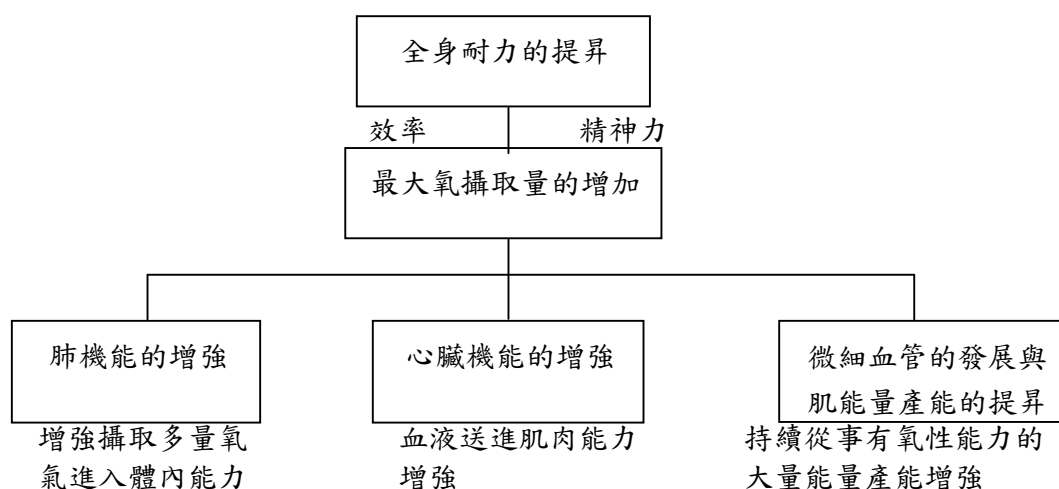 全身耐力的提昇
效率
精神力
最大氧攝取量的增加
肺機能的增強
心臟機能的增強
微細血管的發展與
肌能量產能的提昇
增強攝取多量氧
氣進入體內能力
血液送進肌肉能力
增強
持續從事有氧性能力的
大量能量產能增強